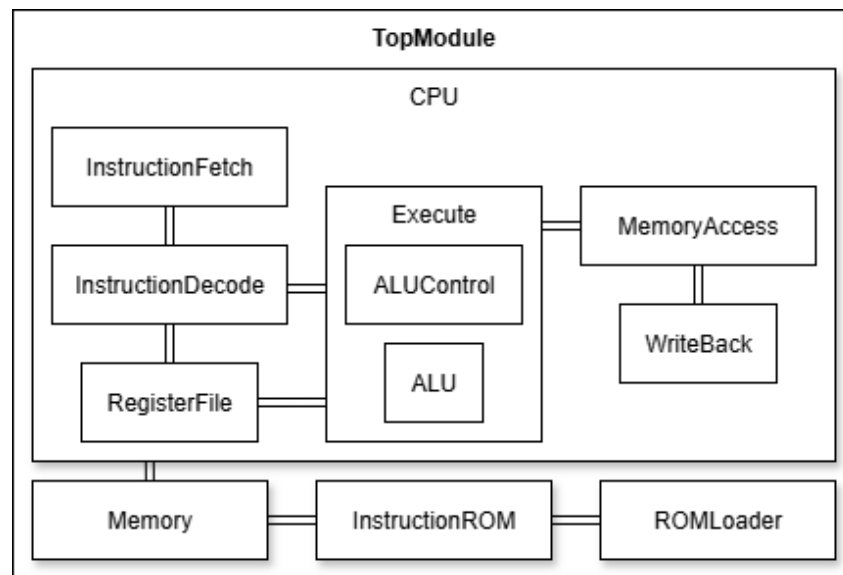 TopModule
CPU
InstructionFetch
Execute
MemoryAccess
InstructionDecode
ALUControl
WriteBack
ALU
RegisterFile
Memory
InstructionROM
ROMLoader